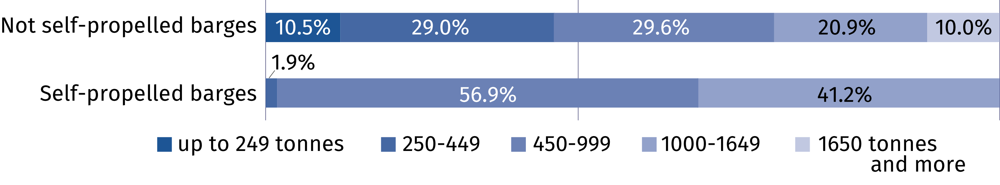 Not self-propelled barges 10.5% 29.0% 29.6% 20.9% 10.0%
1.9%
Self-propelled barges 56.9% 41.2%
up to 249 tonnes 250-449 450-999 1000-1649 1650 tonnes
and more